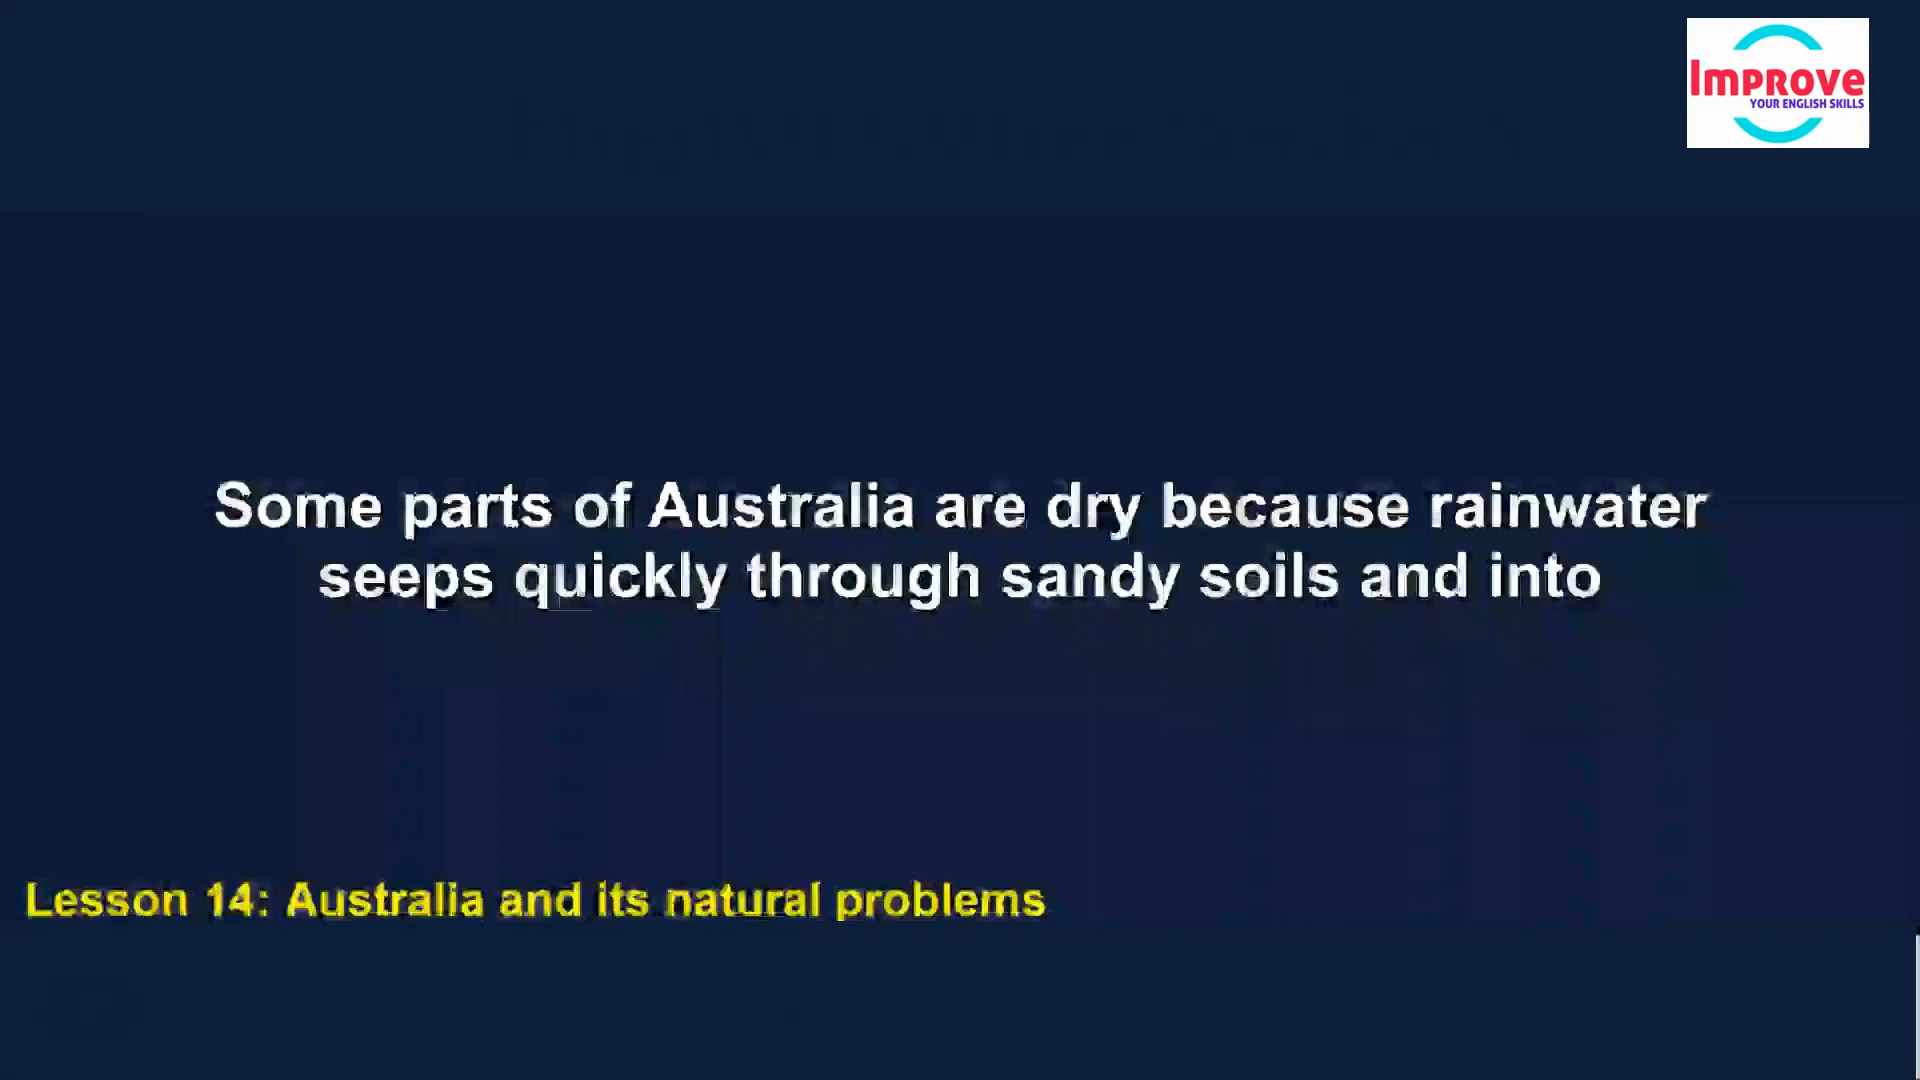 Improve
YOUR ENGLISH SKILLS
Some parts of Australia are dry because rainwater
seeps quickly through sandy soils and into
Lesson 14: Australia and its natural problems